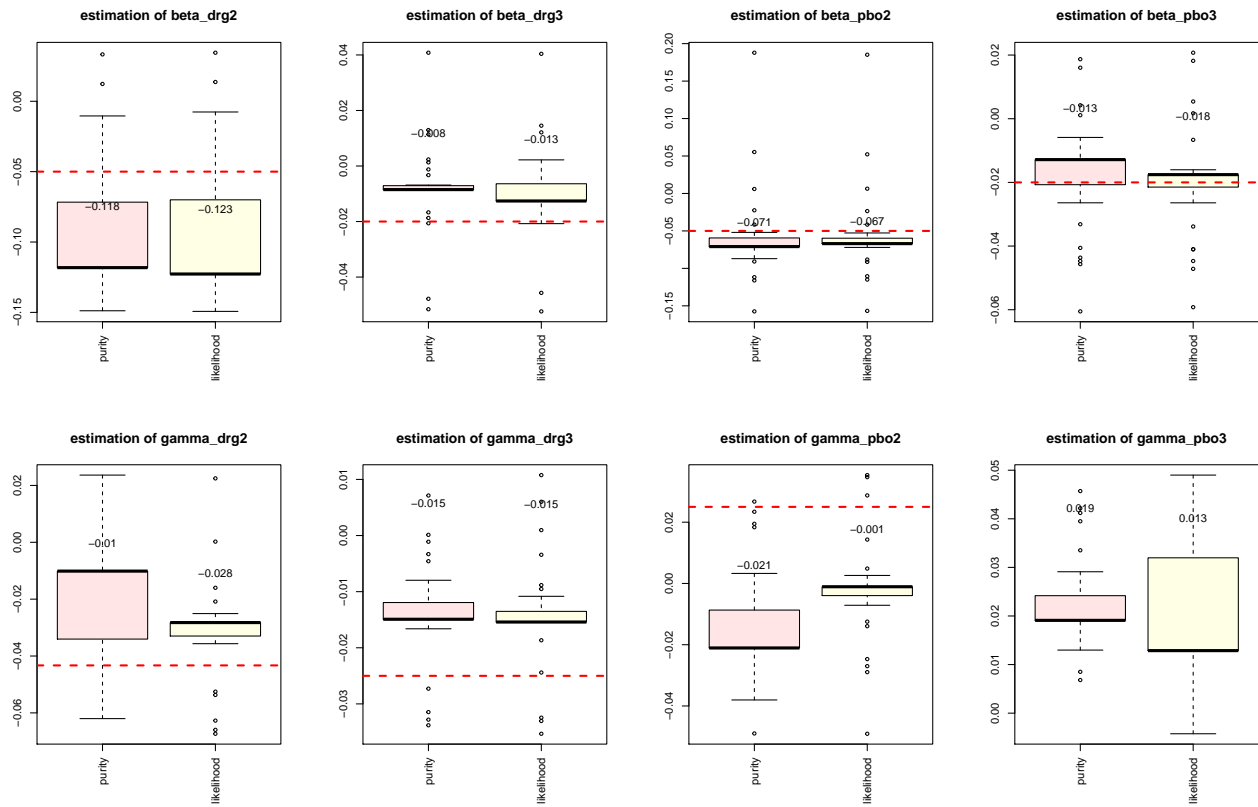 estimation of beta_drg2
0.00
−0.05
−0.10
−0.15
−0.118
−0.123
purity
likelihood
estimation of beta_drg3
0.04
0.02
0.00
−0.02
−0.04
−0.008
−0.013
purity
likelihood
estimation of beta_pbo2
0.20
0.15
0.10
0.05
0.00
−0.05
−0.15
−0.071
−0.067
purity
likelihood
estimation of beta_pbo3
0.02
0.00
−0.02
−0.04
−0.06
−0.013
−0.018
purity
likelihood
estimation of gamma_drg2
0.02
0.00
−0.02
−0.04
−0.06
−0.01
−0.028
purity
likelihood
estimation of gamma_drg3
0.01
0.00
−0.01
−0.02
−0.03
−0.015
−0.015
purity
likelihood
estimation of gamma_pbo2
0.02
0.00
−0.02
−0.04
−0.021
−0.001
purity
likelihood
estimation of gamma_pbo3
0.05
0.04
0.03
0.02
0.01
0.00
0.019
0.013
purity
likelihood